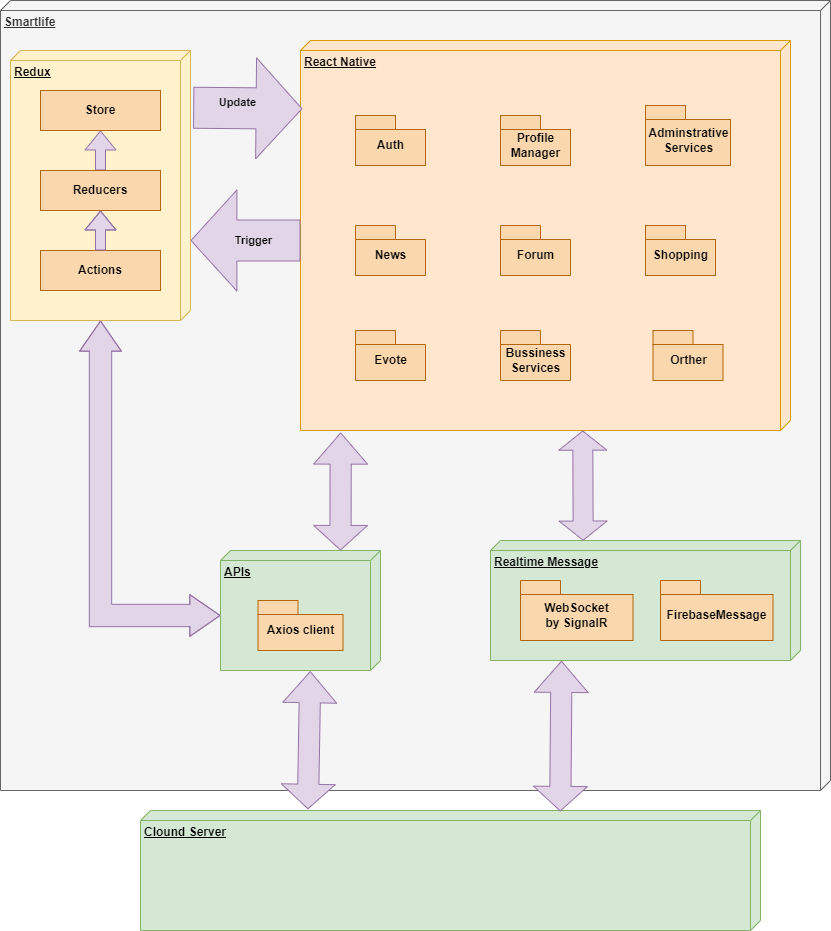 Smartlife
Redux
Store
Reducers
Actions
Update
Trigger
React Native
Auth
Profile
Manager
Adminstrative
Services
News
Forum
Shopping
Evote
Bussiness
Services
Orther
APIs
Axios client
Realtime Message
WebSocket
by SignalR
FirebaseMessage
Clound Server